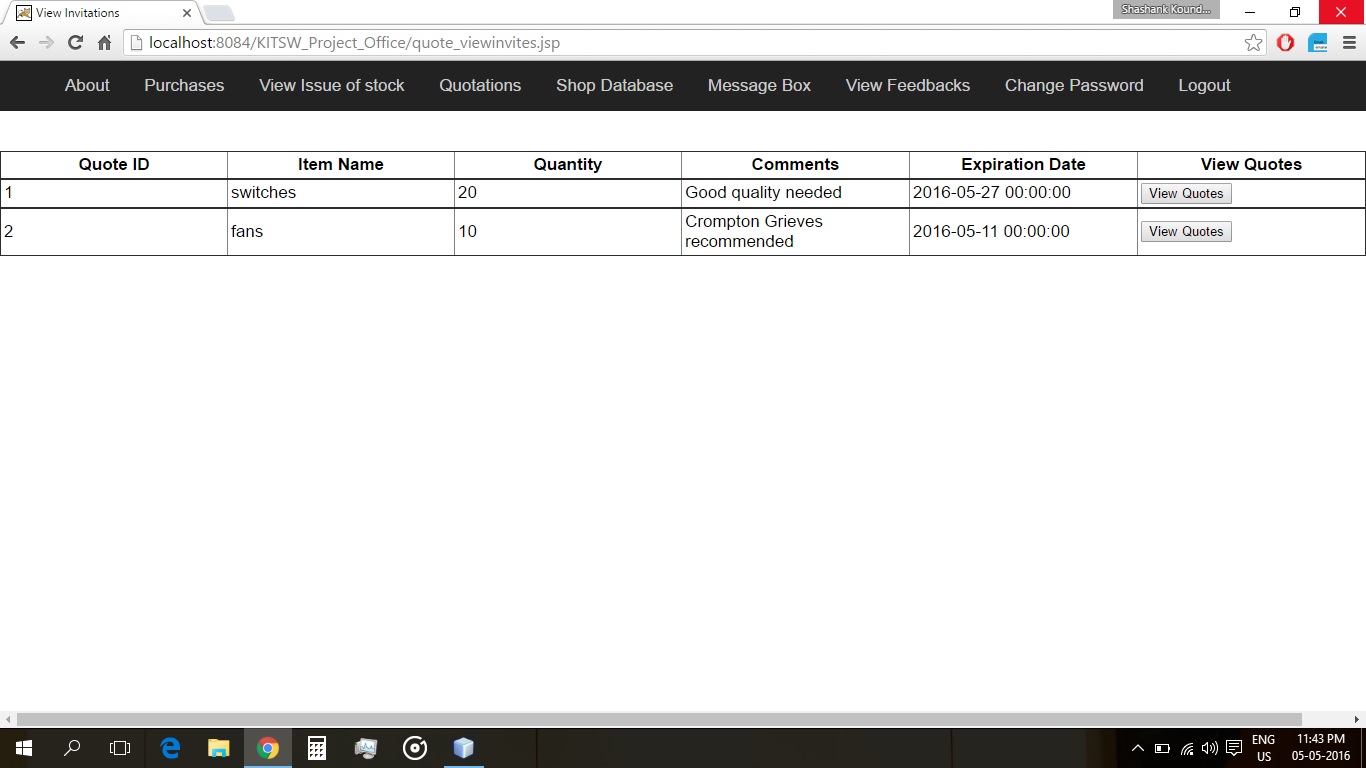 View Invitations
Shashank Kound...
localhost:8084/KITSW_Project_Office/quote_viewinvites.jsp
About Purchases View Issue of stock Quotations Shop Database Message Box View Feedbacks Change Password Logout
Quote ID Item Name Quantity Comments Expiration Date View Quotes
1 switches 20 Good quality needed 2016-05-27 00:00:00 View Quotes
2 fans 10 Crompton Grieves recommended 2016-05-11 00:00:00 View Quotes
ENG 11:43 PM
US 05-05-2016